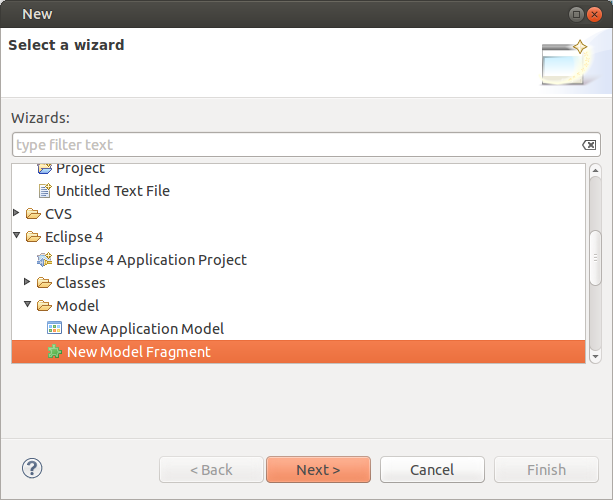 New
Select a wizard
Wizards:
type filter text
Project
Untitled Text File
CVS
Eclipse 4
Eclipse 4 Application Project
Classes
Model
New Application Model
New Model Fragment
? < Back Next > Cancel Finish